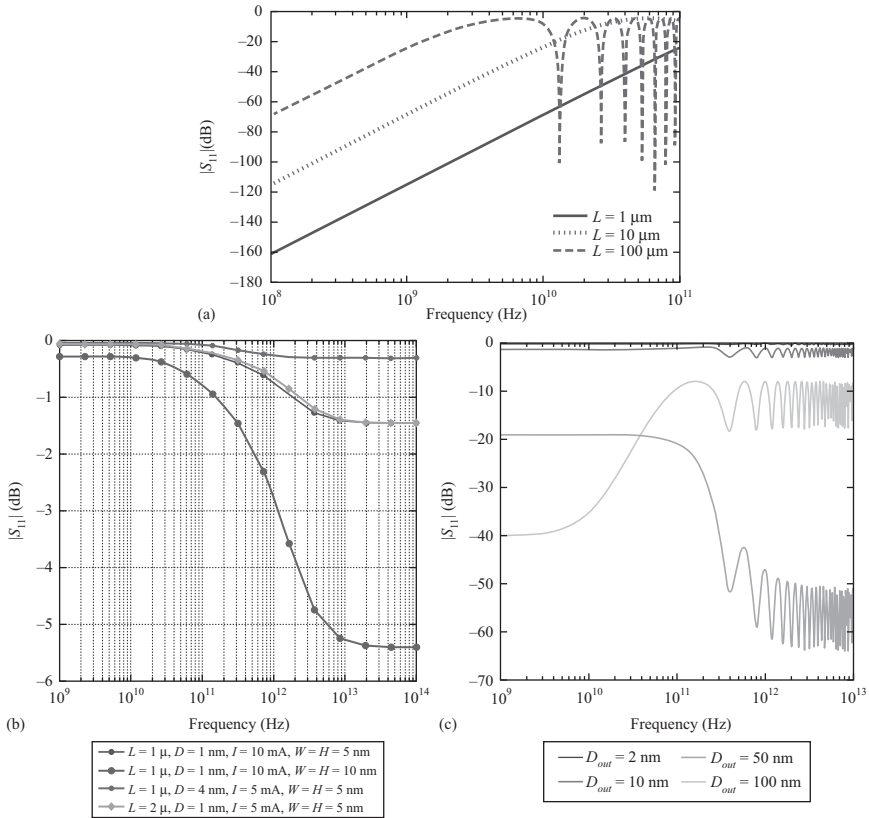 0
–20
–40
–60
–80
–100
–120
–140
–160
–180
|S11|(dB)
L = 1 μm
L = 10 μm
L = 100 μm
10^8
10^9
10^10
10^11
Frequency (Hz)
(a)
0
–1
–2
–3
–4
–5
–6
|S11| (dB)
10^9
10^10
10^11
10^12
10^13
10^14
Frequency (Hz)
(b)
L = 1 μ, D = 1 nm, I = 10 mA, W = H = 5 nm
L = 1 μ, D = 1 nm, I = 10 mA, W = H = 10 nm
L = 1 μ, D = 4 nm, I = 5 mA, W = H = 5 nm
L = 2 μ, D = 1 nm, I = 5 mA, W = H = 5 nm
0
–10
–20
–30
–40
–50
–60
–70
|S11| (dB)
10^9
10^10
10^11
10^12
10^13
Frequency (Hz)
(c)
Dout = 2 nm
Dout = 50 nm
Dout = 10 nm
Dout = 100 nm